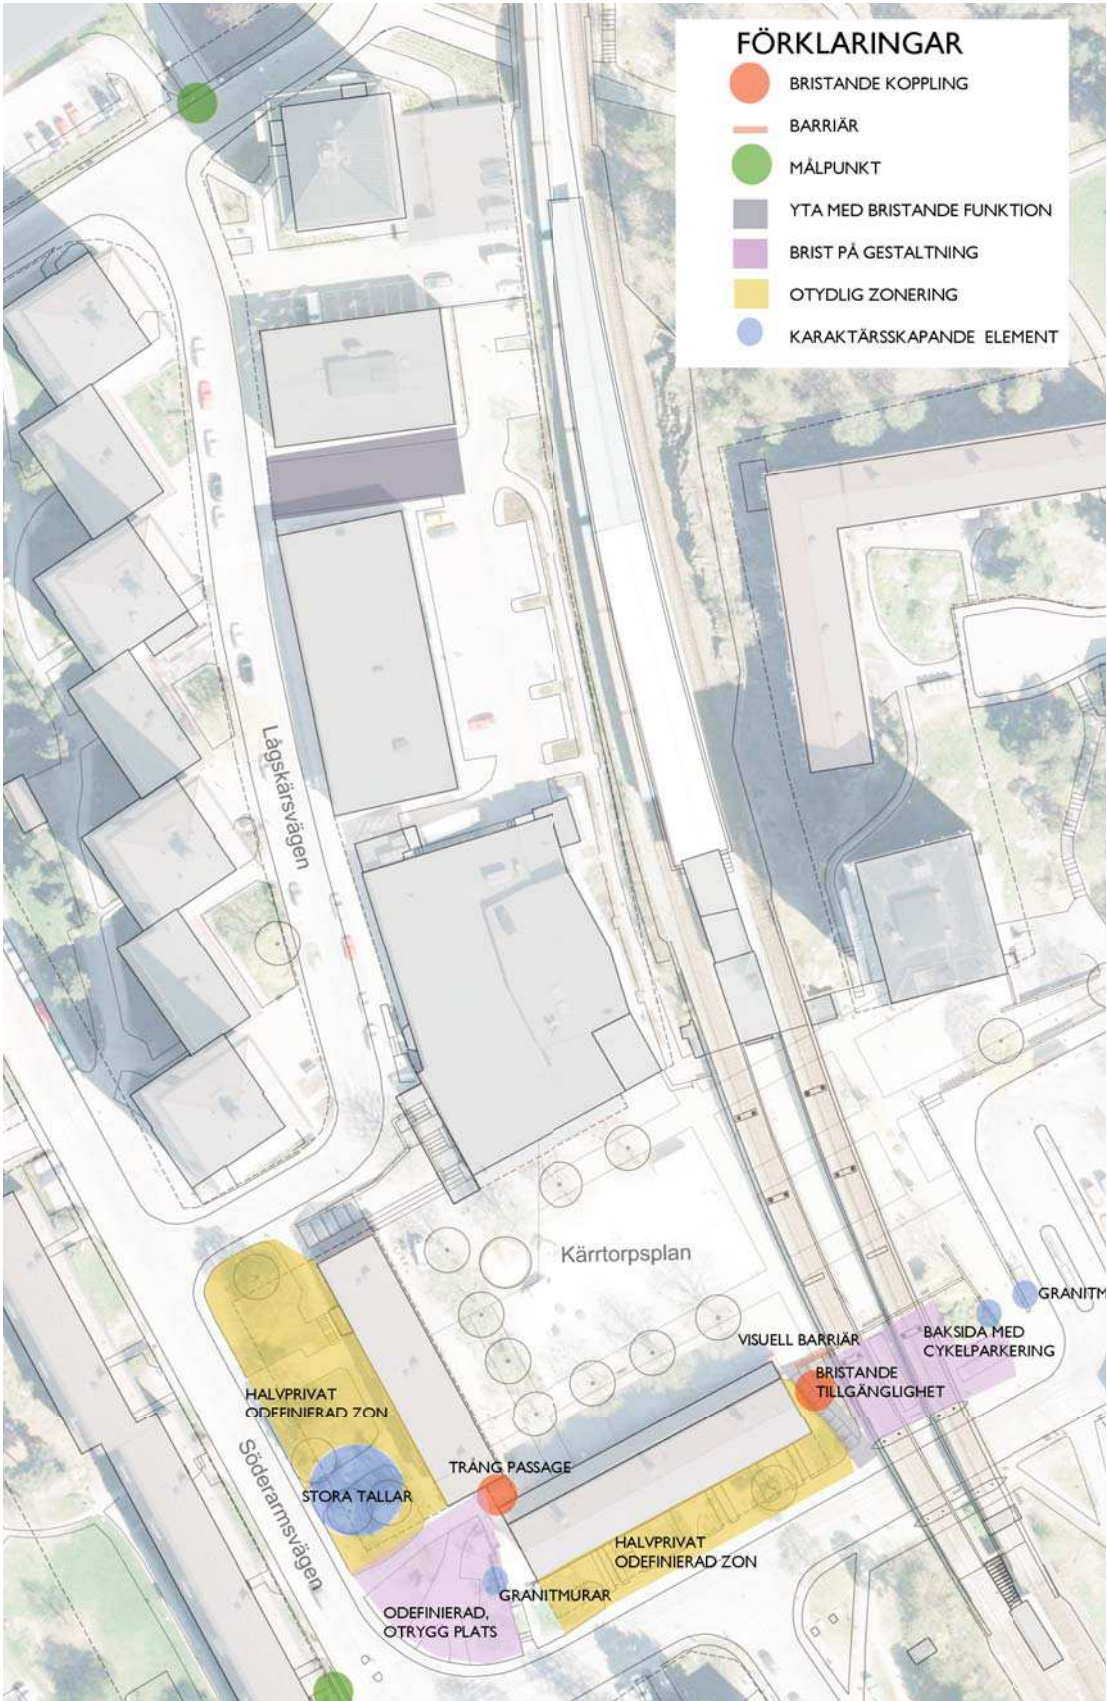 FÖRKLARINGAR
BRISTANDE KOPPLING
BARRIÄR
MÅLPUNKT
YTA MED BRISTANDE FUNKTION
BRIST PÅ GESTALTNING
OTYDLIG ZONERING
KARAKTÄRSSKAPANDE ELEMENT
Lågskärsvägen
Kärrtorpsplan
GRANITM
BAKSIDA MED
CYKELPARKERING
VISUELL BARRIÄR
BRISTANDE
TILLGÄNGLIGHET
HALVPRIVAT
ODEFINIERAD ZON
Söderarmsvägen
STORA TALLAR
TRÅNG PASSAGE
HALVPRIVAT
ODEFINIERAD ZON
GRANITMURAR
ODEFINIERAD,
OTRYGG PLATS